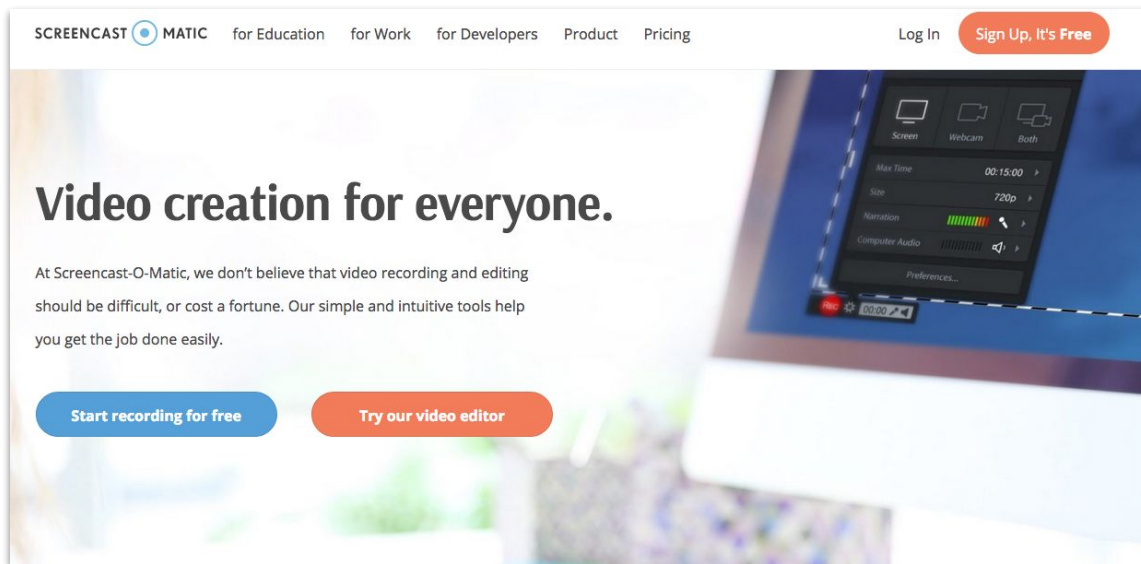 SCREENCAST O MATIC for Education for Work for Developers Product Pricing Log In Sign Up, It's Free
Screen Webcam Both
Max Time 00:15:00
Size 720p
Narration
Computer Audio
Preferences...
Rec 00:00
Video creation for everyone.
At Screencast-O-Matic, we don’t believe that video recording and editing
should be difficult, or cost a fortune. Our simple and intuitive tools help
you get the job done easily.
Start recording for free Try our video editor